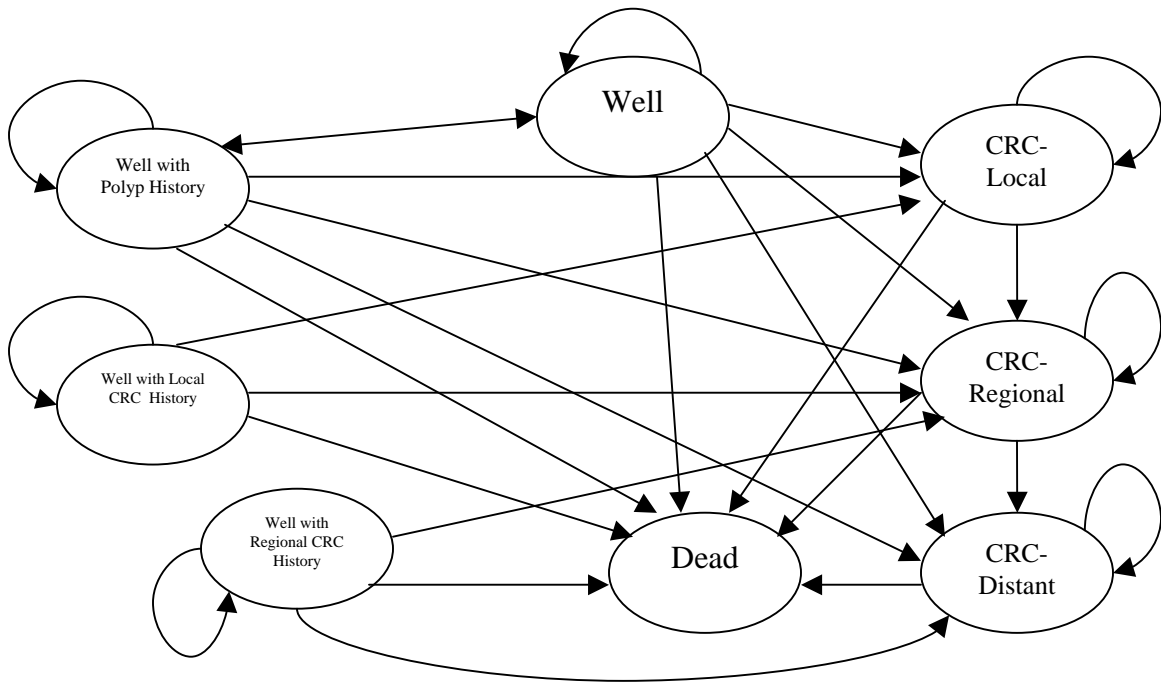 Well
Well with
Polyp History
CRC-
Local
Well with Local
CRC History
CRC-
Regional
Well with
Regional CRC
History
Dead
CRC-
Distant